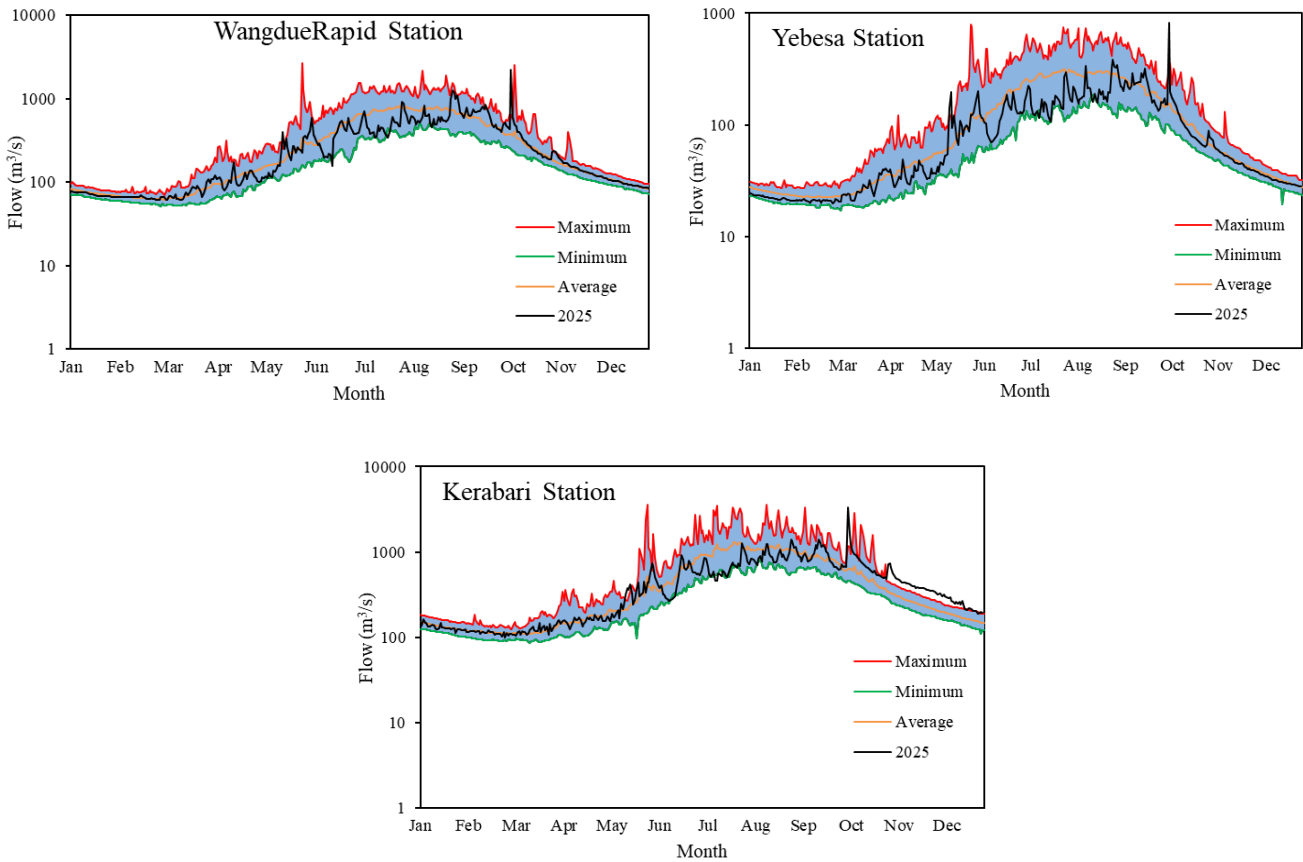 WangdueRapid Station
Flow (m³/s)
10000
1000
100
10
1
Maximum
Minimum
Average
2025
Jan Feb Mar Apr May Jun Jul Aug Sep Oct Nov Dec
Month
Yebesa Station
Flow (m³/s)
1000
100
10
1
Maximum
Minimum
Average
2025
Jan Feb Mar Apr May Jun Jul Aug Sep Oct Nov Dec
Month
Kerabari Station
Flow (m³/s)
10000
1000
100
10
1
Maximum
Minimum
Average
2025
Jan Feb Mar Apr May Jun Jul Aug Sep Oct Nov Dec
Month